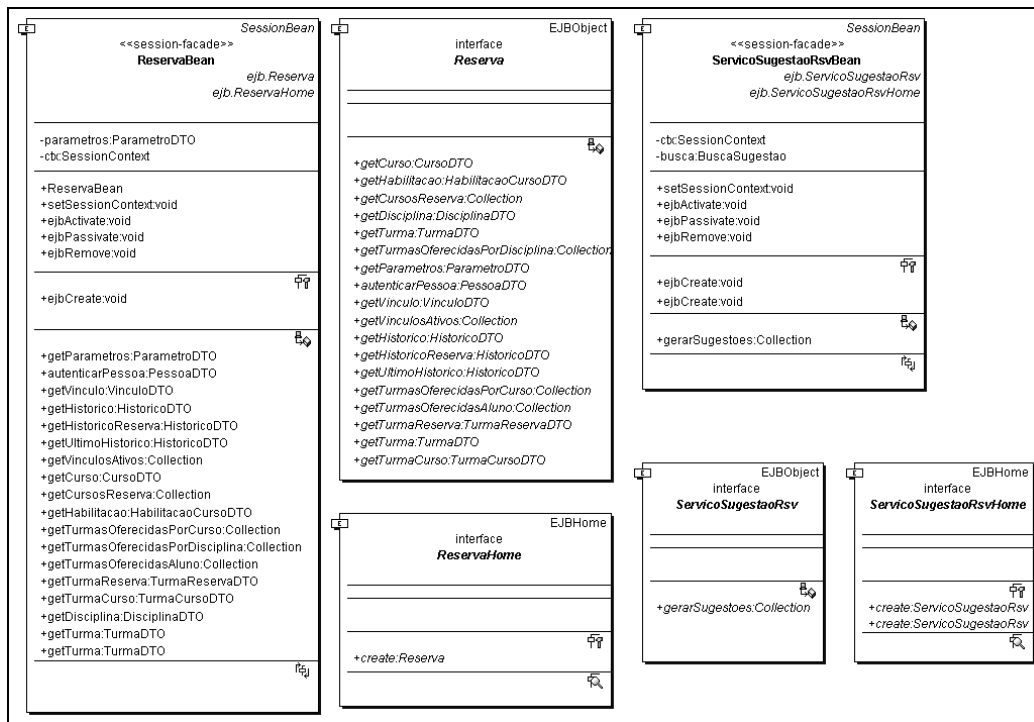 SessionBean
<<session-facade>>
ReservaBean
ejb.Reserva
ejb.ReservaHome
-parametros:ParametroDTO
-ctx:SessionContext
+ReservaBean
+setSessionContext:void
+ejbActivate:void
+ejbPassivate:void
+ejbRemove:void
+ejbCreate:void
+getParametros:ParametroDTO
+autenticarPessoa:PessoaDTO
+getVinculo:VinculoDTO
+getHistorico:HistoricoDTO
+getHistoricoReserva:HistoricoDTO
+getUltimoHistorico:HistoricoDTO
+getVinculosAtivos:Collection
+getCurso:CursoDTO
+getCursosReserva:Collection
+getHabilitacao:HabilitacaoCursoDTO
+getTurmasOferecidasPorCurso:Collection
+getTurmasOferecidasPorDisciplina:Collection
+getTurmasOferecidasAluno:Collection
+getTurmaReserva:TurmaReservaDTO
+getTurmaCurso:TurmaCursoDTO
+getDisciplina:DisciplinaDTO
+getTurma:TurmaDTO
+getTurma:TurmaDTO
EJBObject
interface
Reserva
+getCurso:CursoDTO
+getHabilitacao:HabilitacaoCursoDTO
+getCursosReserva:Collection
+getDisciplina:DisciplinaDTO
+getTurma:TurmaDTO
+getTurmasOferecidasPorDisciplina:Collection
+getParametros:ParametroDTO
+autenticarPessoa:PessoaDTO
+getVinculo:VinculoDTO
+getVinculosAtivos:Collection
+getHistorico:HistoricoDTO
+getHistoricoReserva:HistoricoDTO
+getUltimoHistorico:HistoricoDTO
+getTurmasOferecidasPorCurso:Collection
+getTurmasOferecidasAluno:Collection
+getTurmaReserva:TurmaReservaDTO
+getTurma:TurmaDTO
+getTurmaCurso:TurmaCursoDTO
EJBHome
interface
ReservaHome
+create:Reserva
SessionBean
<<session-facade>>
ServicoSugestaoRsvBean
ejb.ServicoSugestaoRsv
ejb.ServicoSugestaoRsvHome
-ctx:SessionContext
-busca:BuscaSugestao
+setSessionContext:void
+ejbActivate:void
+ejbPassivate:void
+ejbRemove:void
+ejbCreate:void
+ejbCreate:void
+gerarSugestoes:Collection
EJBObject
interface
ServicoSugestaoRsv
+gerarSugestoes:Collection
EJBHome
interface
ServicoSugestaoRsvHome
+create:ServicoSugestaoRsv
+create:ServicoSugestaoRsv